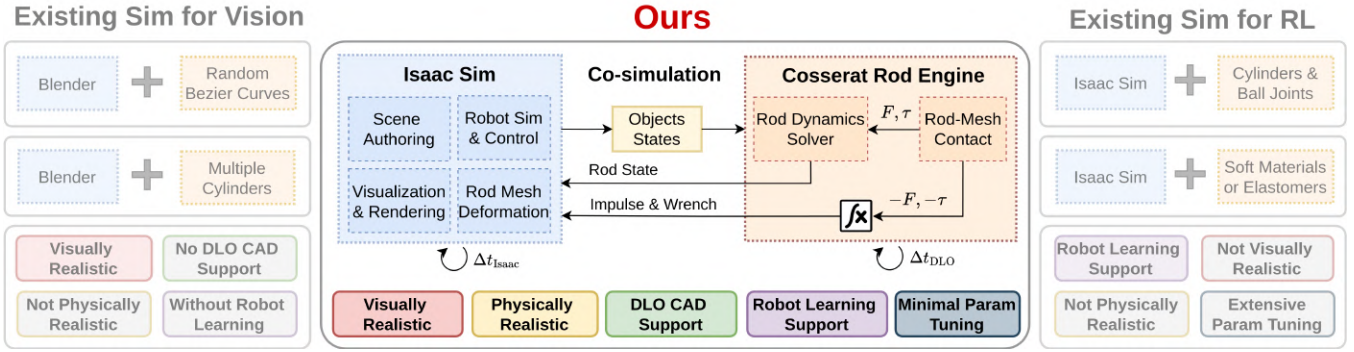 Existing Sim for Vision
Blender
Random
Bezier Curves
Blender
Multiple
Cylinders
Visually
Realistic
No DLO CAD
Support
Not Physically
Realistic
Without Robot
Learning
Ours
Isaac Sim
Scene
Authoring
Robot Sim
& Control
Visualization
& Rendering
Rod Mesh
Deformation
Δt_Isaac
Co-simulation
Objects
States
Rod State
Impulse & Wrench
Cosserat Rod Engine
Rod Dynamics
Solver
F, τ
Rod-Mesh
Contact
−F, −τ
∫x
Δt_DLO
Visually
Realistic
Physically
Realistic
DLO CAD
Support
Robot Learning
Support
Minimal Param
Tuning
Existing Sim for RL
Isaac Sim
Cylinders &
Ball Joints
Isaac Sim
Soft Materials
or Elastomers
Robot Learning
Support
Not Visually
Realistic
Not Physically
Realistic
Extensive
Param Tuning